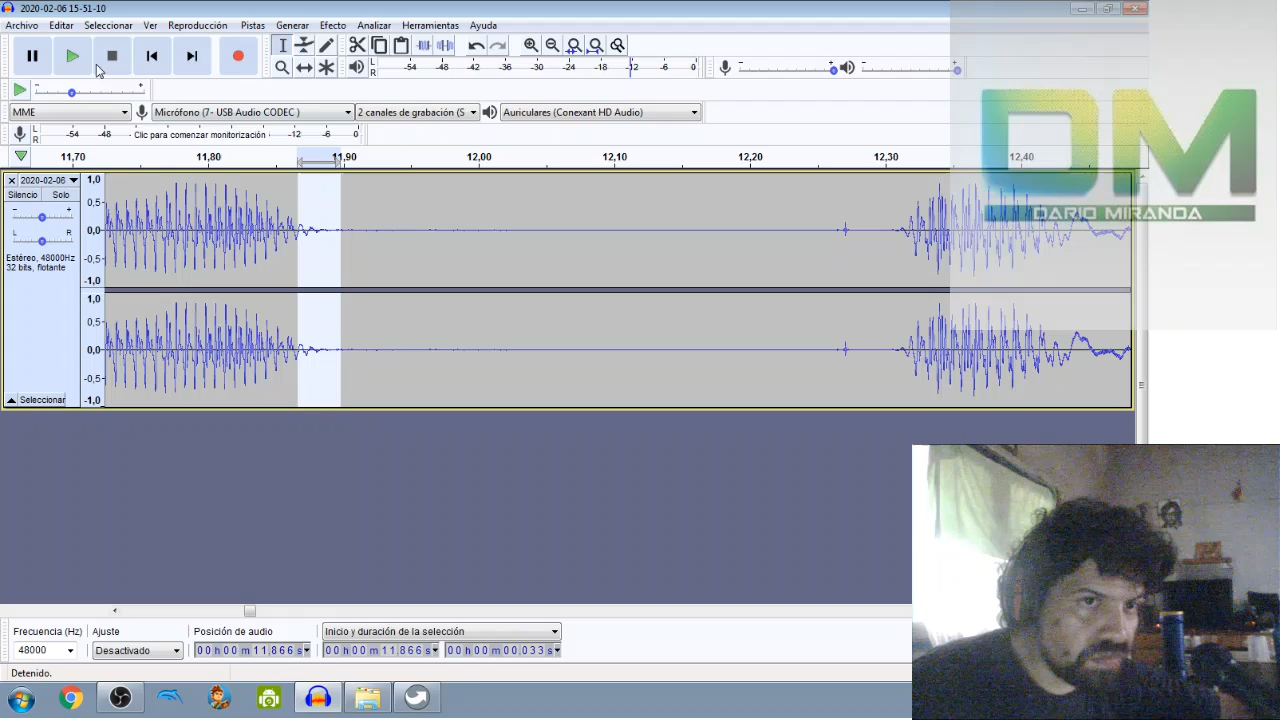 2020-02-06 15-51-10
Archivo Editar Seleccionar Ver Reproducción Pistas Generar Efecto Analizar Herramientas Ayuda
L R -54 -48 -42 -36 -30 -24 -18 -12 -6 0
MME Micrófono (7- USB Audio CODEC ) 2 canales de grabación (S Auriculares (Conexant HD Audio)
L R -54 -48 Clic para comenzar monitorización -12 -6 0
11,70 11,80 11,90 12,00 12,10 12,20 12,30 12,40
2020-02-06
Silencio Solo
- +
L R
Estéreo, 48000Hz
32 bits, flotante
Seleccionar
1,0
0,5
0,0
-0,5
-1,0
1,0
0,5
0,0
-0,5
-1,0
DM
DARIO MIRANDA
Frecuencia (Hz) Ajuste Posición de audio Inicio y duración de la selección
48000 Desactivado 00 h 00 m 11.866 s 00 h 00 m 11.866 s 00 h 00 m 00.033 s
Detenido.